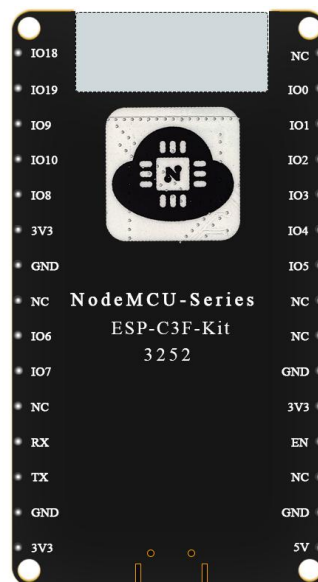 IO18
IO19
IO9
IO10
IO8
3V3
GND
NC
IO6
IO7
NC
RX
TX
GND
3V3
NodeMCU-Series
ESP-C3F-Kit
3252
NC
IO0
IO1
IO2
IO3
IO4
IO5
NC
NC
GND
3V3
EN
NC
GND
5V